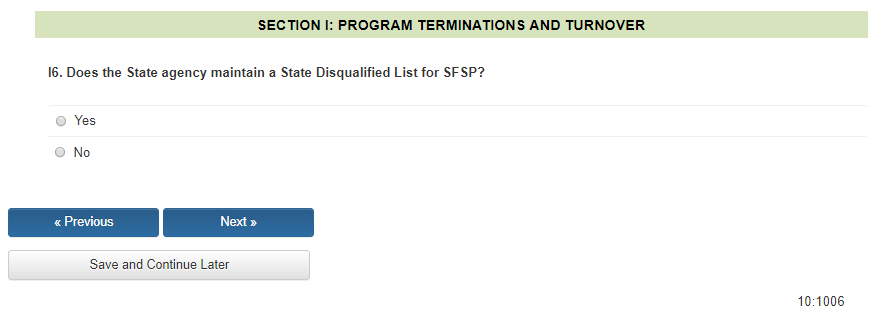 SECTION I: PROGRAM TERMINATIONS AND TURNOVER
I6. Does the State agency maintain a State Disqualified List for SFSP?
Yes
No
« Previous
Next »
Save and Continue Later
10:1006